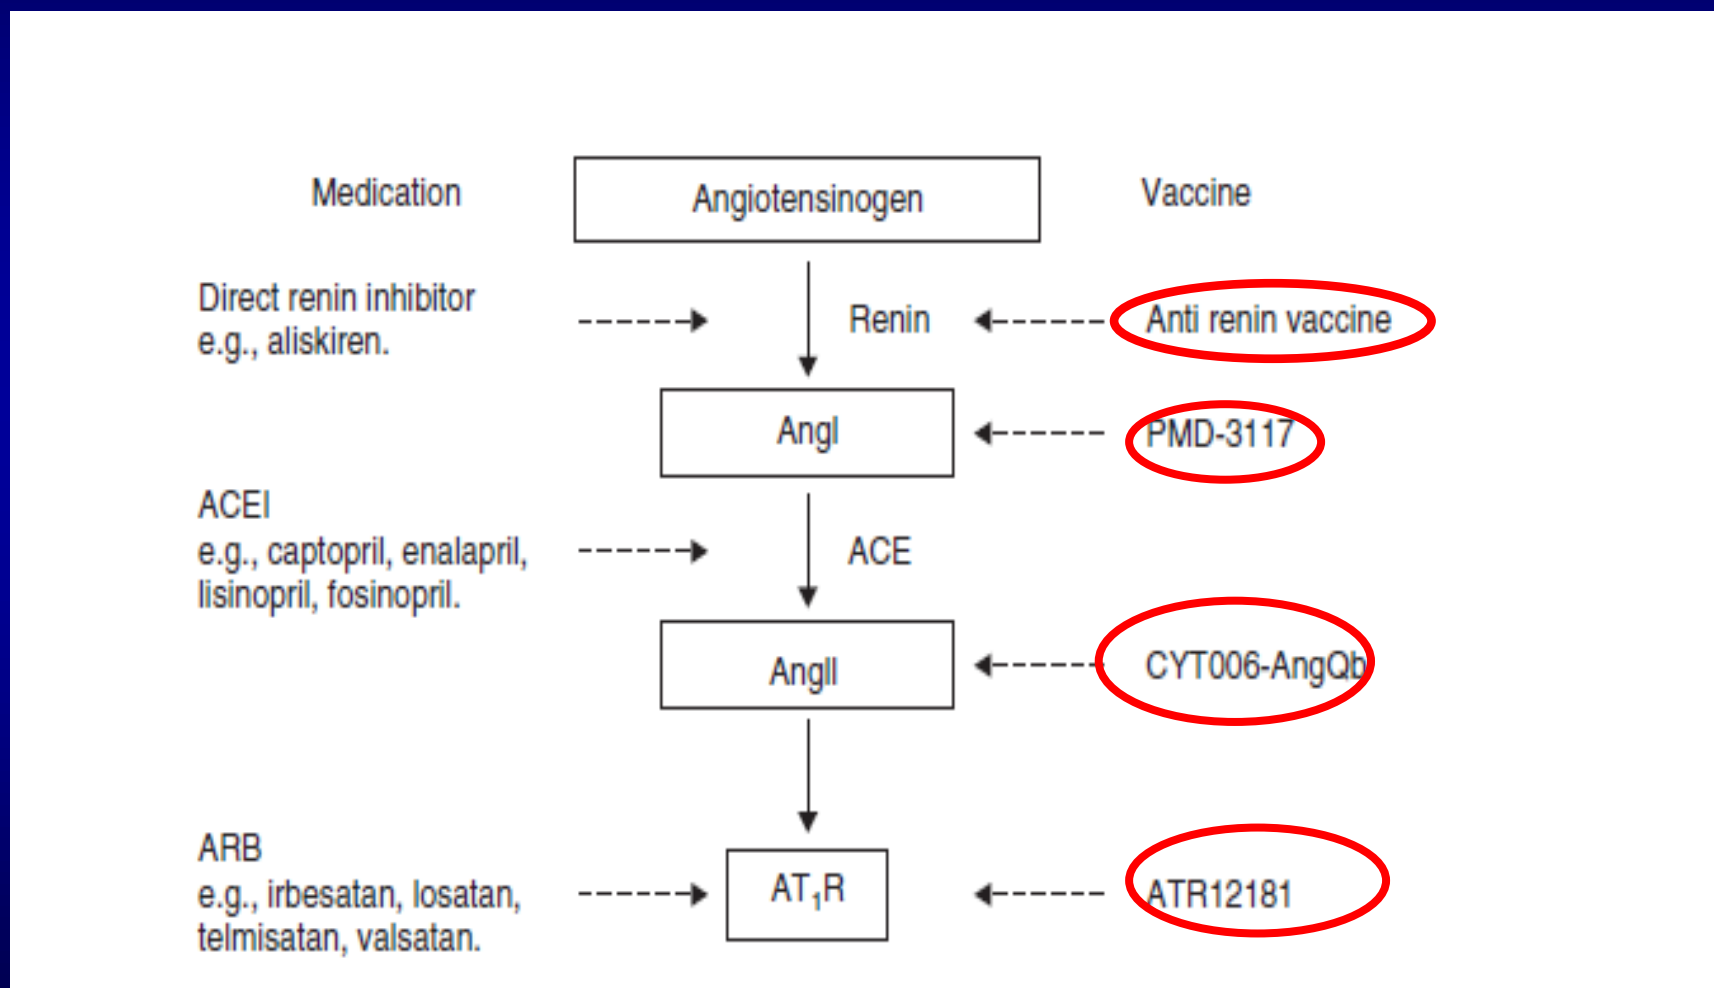 Medication
Angiotensinogen
Vaccine
Direct renin inhibitor
e.g., aliskiren.
Renin
Anti renin vaccine
AngI
PMD-3117
ACEI
e.g., captopril, enalapril,
lisinopril, fosinopril.
ACE
AngII
CYT006-AngQb
ARB
e.g., irbesatan, losatan,
telmisatan, valsatan.
AT₁R
ATR12181